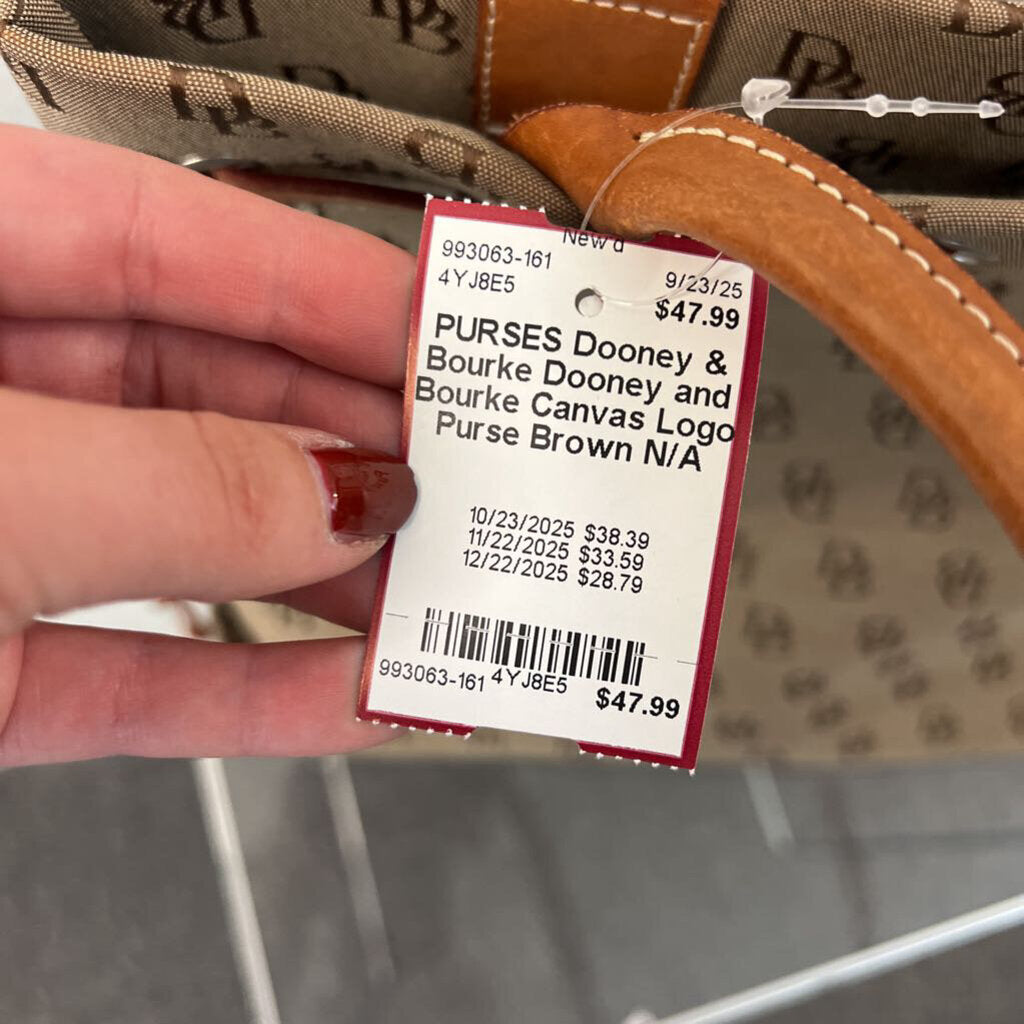 New'd
993063-161
9/23/25
4YJ8E5
$47.99
PURSES Dooney &
Bourke Dooney and
Bourke Canvas Logo
Purse Brown N/A
10/23/2025 $38.39
11/22/2025 $33.59
12/22/2025 $28.79
993063-161 4YJ8E5 $47.99